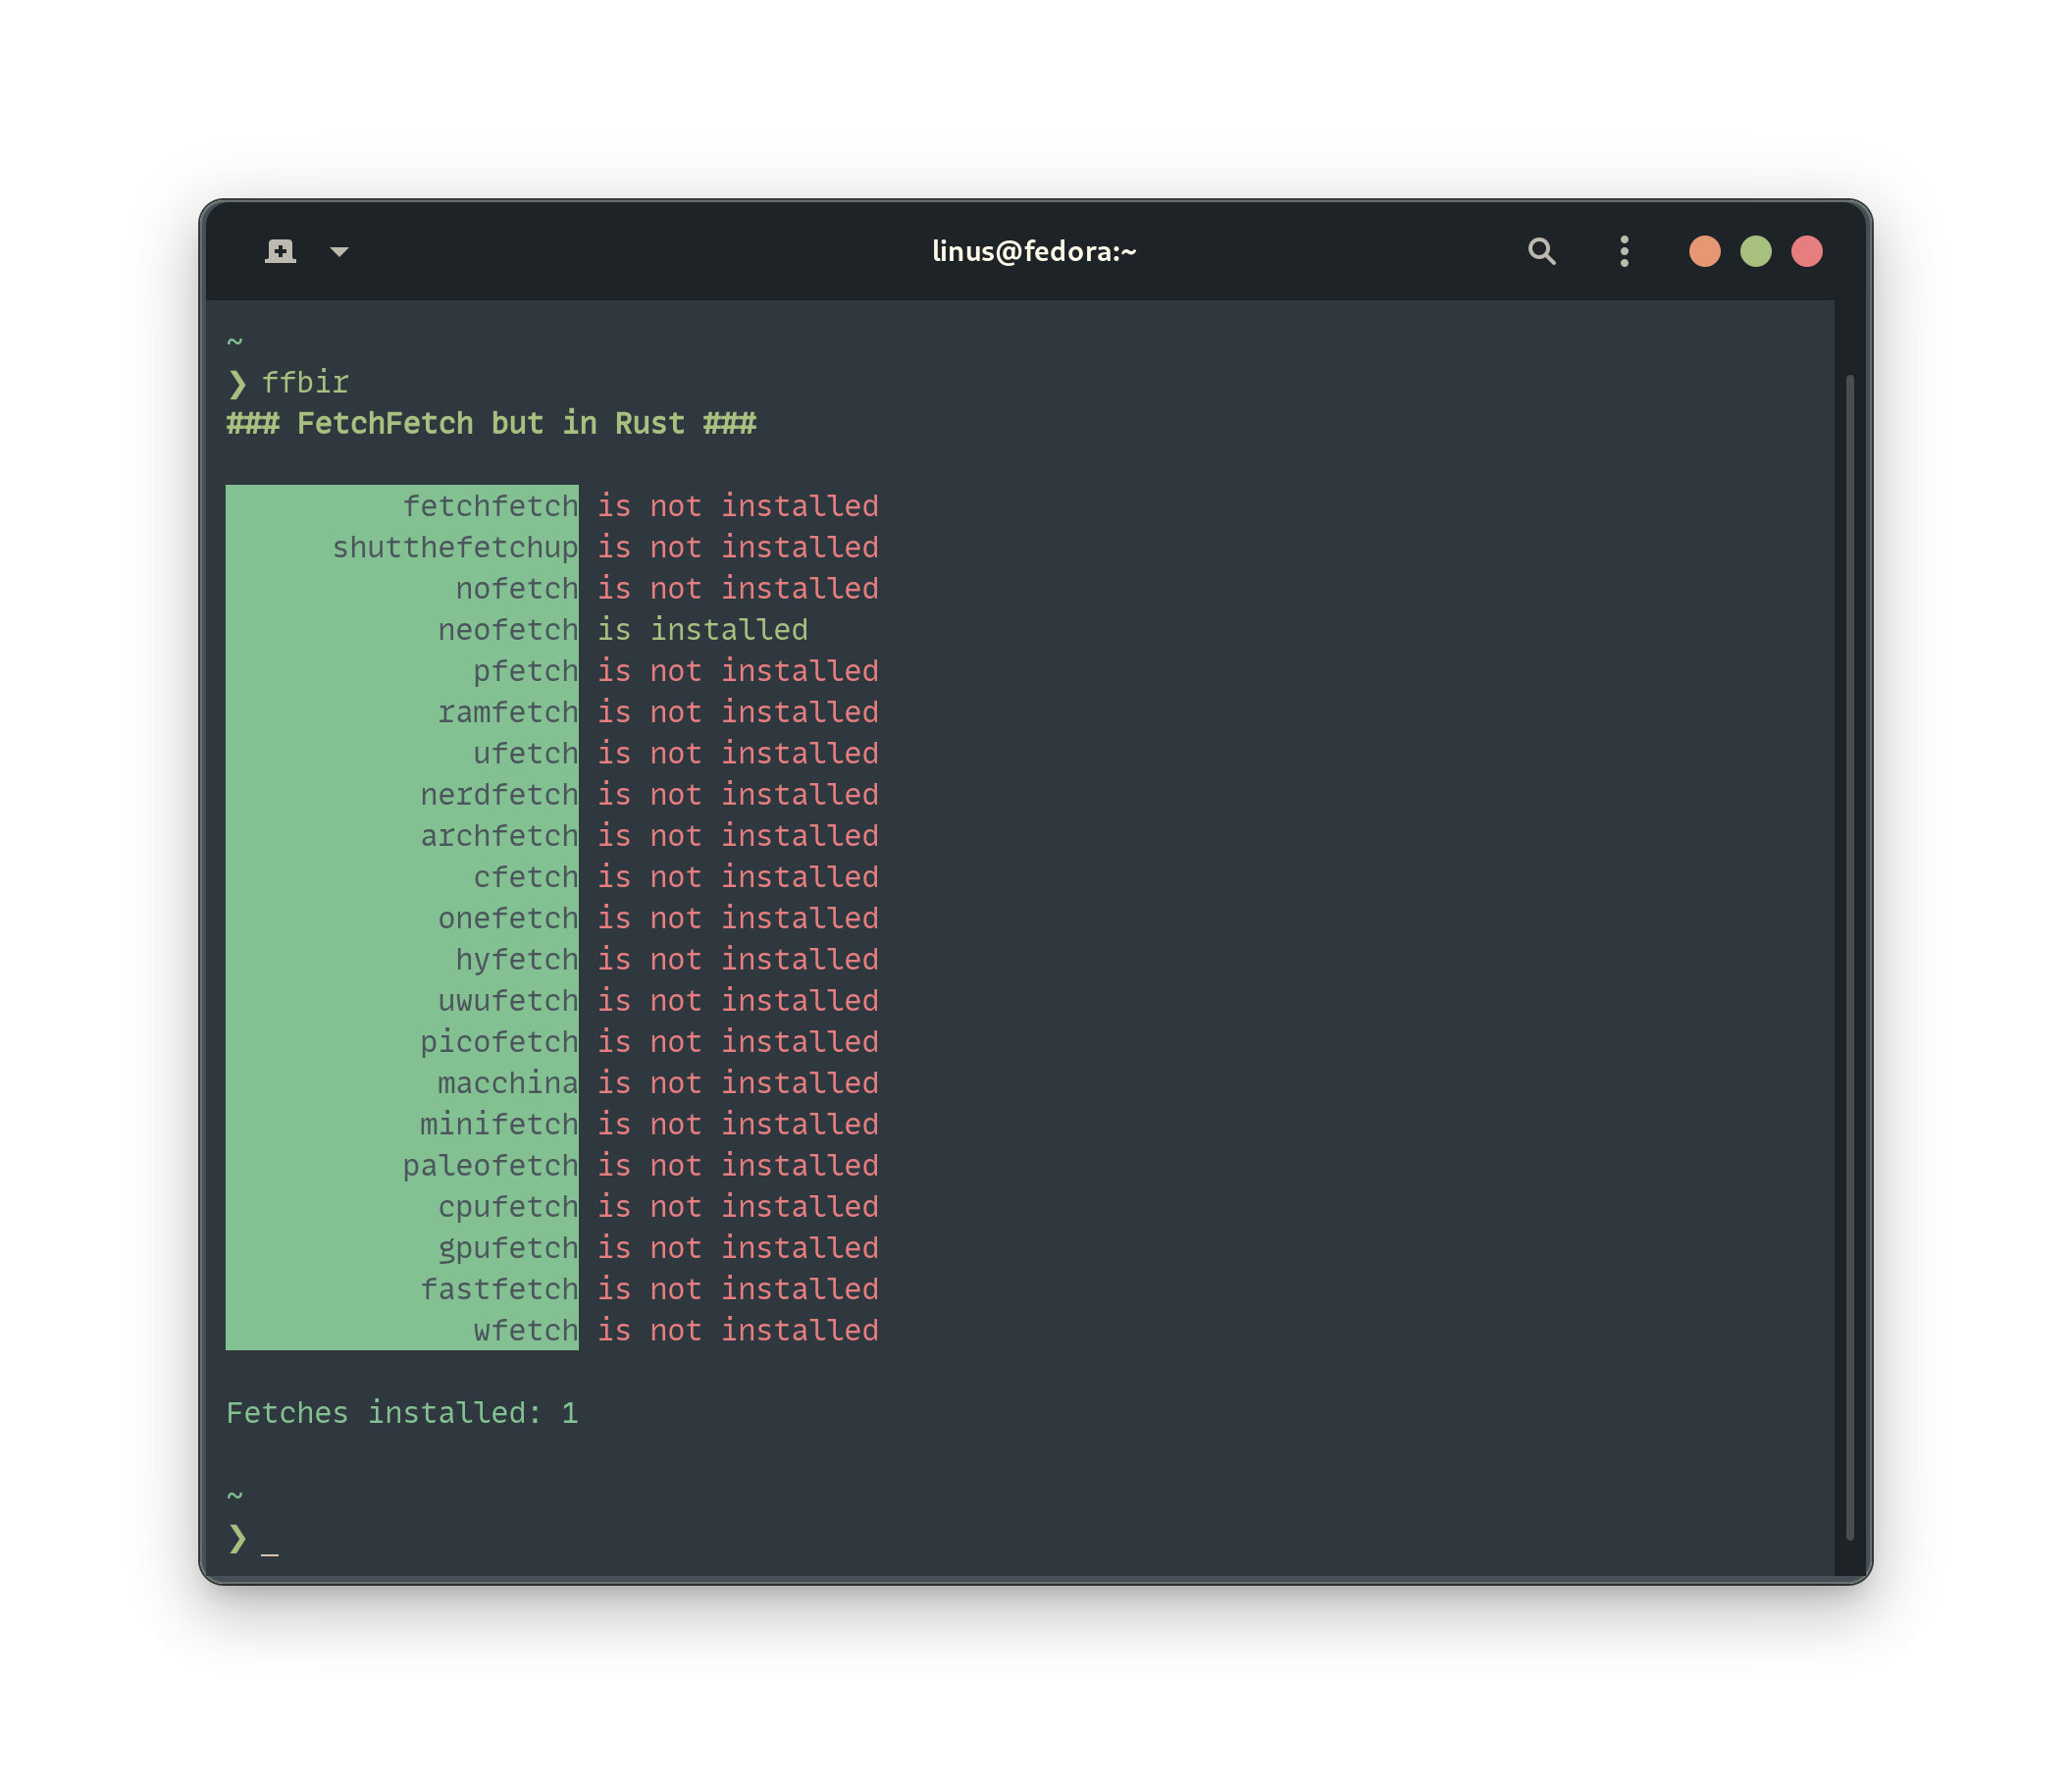 linus@fedora:~
~
❯ ffbir
### FetchFetch but in Rust ###
fetchfetch is not installed
shutthefetchup is not installed
nofetch is not installed
neofetch is installed
pfetch is not installed
ramfetch is not installed
ufetch is not installed
nerdfetch is not installed
archfetch is not installed
cfetch is not installed
onefetch is not installed
hyfetch is not installed
uwufetch is not installed
picofetch is not installed
macchina is not installed
minifetch is not installed
paleofetch is not installed
cpufetch is not installed
gpufetch is not installed
fastfetch is not installed
wfetch is not installed
Fetches installed: 1
~
❯ _